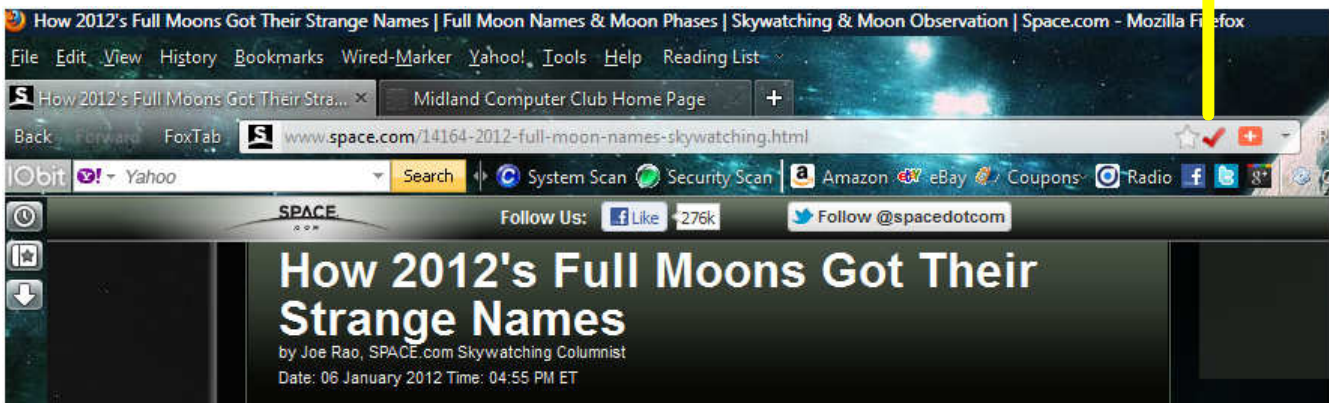 How 2012's Full Moons Got Their Strange Names | Full Moon Names & Moon Phases | Skywatching & Moon Observation | Space.com - Mozilla Firefox
File Edit View History Bookmarks Wired-Marker Yahoo! Tools Help Reading List
S How 2012's Full Moons Got Their Stra... × Midland Computer Club Home Page +
Back Forward FoxTab S www.space.com/14164-2012-full-moon-names-skywatching.html
IObit Y! - Yahoo Search C System Scan Security Scan a Amazon ebY eBay Coupons Radio f 8+
SPACE Follow Us: f Like 276k Follow @spacedotcom
.com
How 2012's Full Moons Got Their
Strange Names
by Joe Rao, SPACE.com Skywatching Columnist
Date: 06 January 2012 Time: 04:55 PM ET